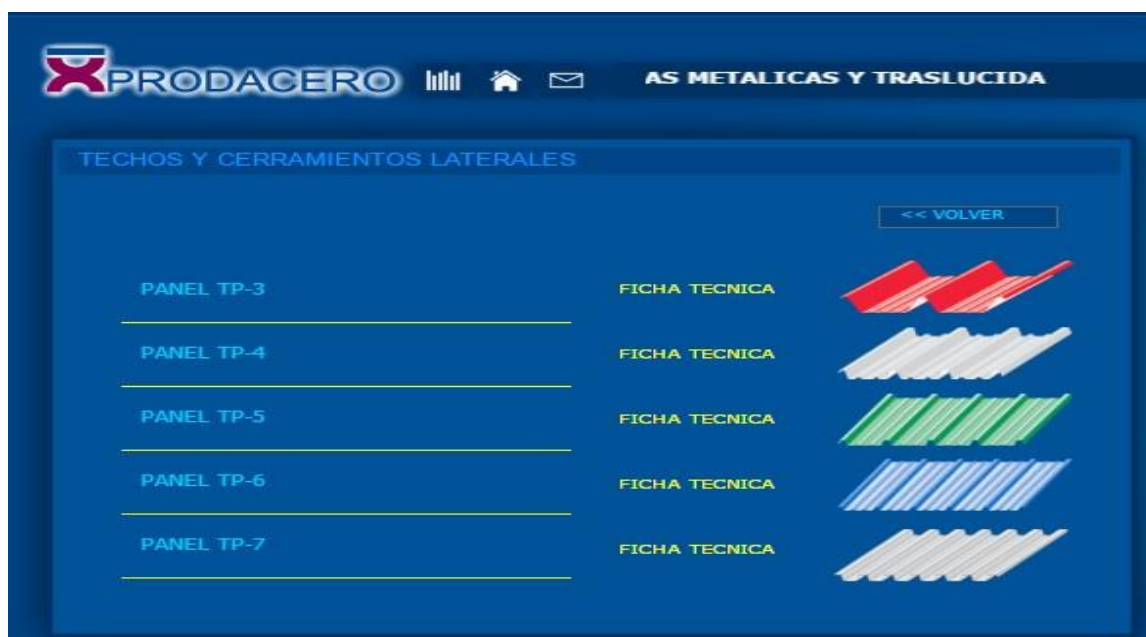 PRODACERO
AS METALICAS Y TRASLUCIDA
TECHOS Y CERRAMIENTOS LATERALES
<< VOLVER
PANEL TP-3 FICHA TECNICA
PANEL TP-4 FICHA TECNICA
PANEL TP-5 FICHA TECNICA
PANEL TP-6 FICHA TECNICA
PANEL TP-7 FICHA TECNICA